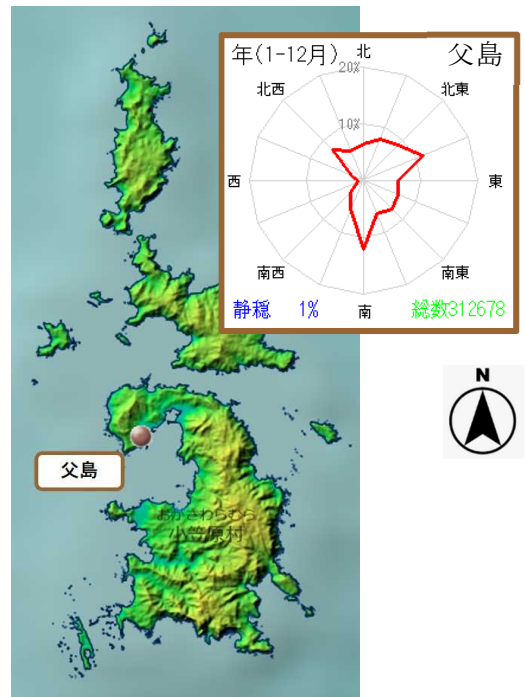 年(1-12月)
父島
北
20%
北西
北東
10%
西
東
南西
南東
静穏 1%
南
総数312678
N
父島
おがさわらむら
小笠原村